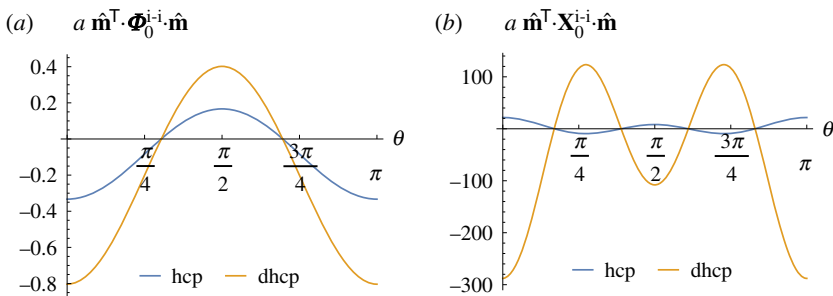 (a) a m̂ᵀ·Φ₀ⁱ⁻ⁱ·m̂
0.4
0.2
θ
π/4 π/2 3π/4 π
−0.2
−0.4
−0.6
hcp dhcp
−0.8
(b) a m̂ᵀ·X₀ⁱ⁻ⁱ·m̂
100
θ
π/4 π/2 3π/4 π
−100
−200
hcp dhcp
−300